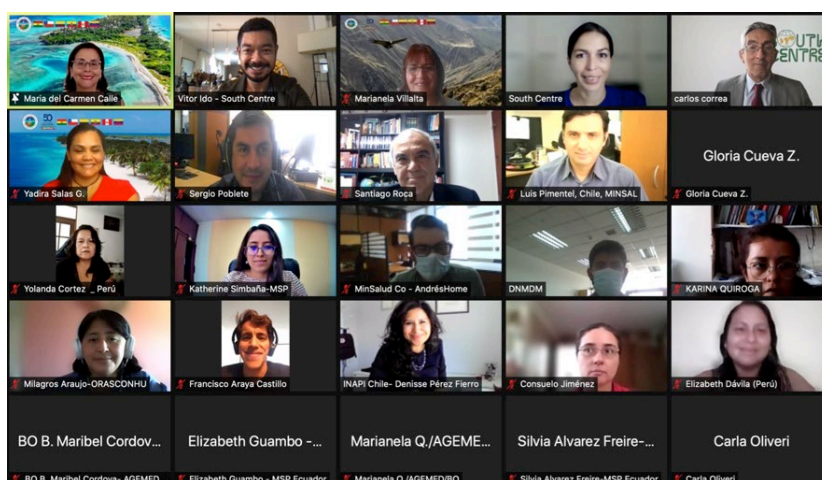 Maria del Carmen Calle
Vitor Ido - South Centre
Marianela Villalta
South Centre
carlos correa
OUTH
CENTRE
Yadira Salas G.
Sergio Poblete
Santiago Roca
Luis Pimentel, Chile, MINSAL
Gloria Cueva Z.
Gloria Cueva Z.
Yolanda Cortez _ Perú
Katherine Simbaña-MSP
MinSalud Co - AndrésHome
DNMDM
KARINA QUIROGA
Milagros Araujo-ORASCONHU
Francisco Araya Castillo
INAPI Chile- Denisse Pérez Fierro
Consuelo Jiménez
Elizabeth Dávila (Perú)
BO B. Maribel Cordov...
Elizabeth Guambo -...
Marianela Q./AGEME...
Silvia Alvarez Freire-...
Carla Oliveri
BO B. Maribel Cordova- AGEMED
Elizabeth Guambo - MSP Ecuador
Marianela Q./AGEMED/BO
Silvia Alvarez Freire-MSP Ecuador
Carla Oliveri